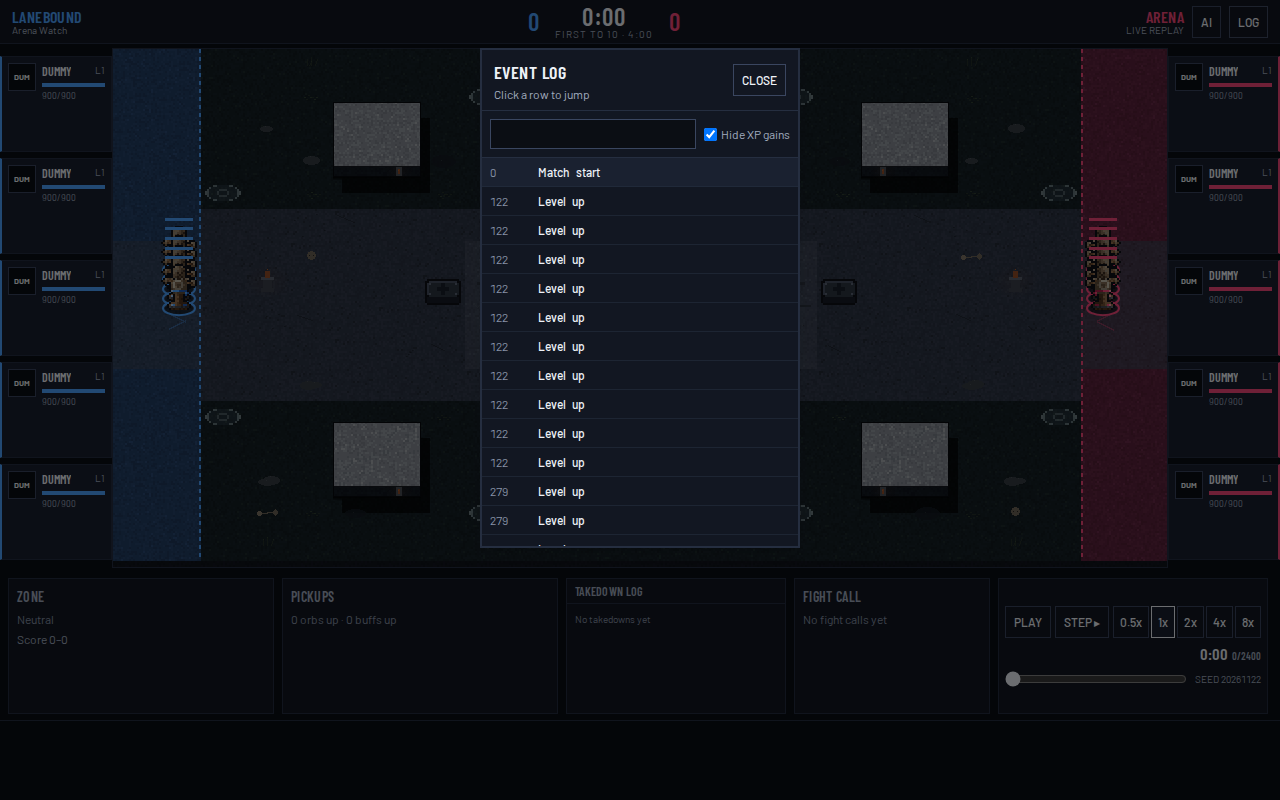 LANEBOUND
Arena Watch
0 0:00 0
FIRST TO 10 · 4:00
ARENA
LIVE REPLAY
AI LOG
DUM DUMMY L1
900/900
DUM DUMMY L1
900/900
DUM DUMMY L1
900/900
DUM DUMMY L1
900/900
DUM DUMMY L1
900/900
EVENT LOG
Click a row to jump
CLOSE
Hide XP gains
0 Match start
122 Level up
122 Level up
122 Level up
122 Level up
122 Level up
122 Level up
122 Level up
122 Level up
122 Level up
122 Level up
279 Level up
279 Level up
DUM DUMMY L1
900/900
DUM DUMMY L1
900/900
DUM DUMMY L1
900/900
DUM DUMMY L1
900/900
DUM DUMMY L1
900/900
ZONE
Neutral
Score 0–0
PICKUPS
0 orbs up · 0 buffs up
TAKEDOWN LOG
No takedowns yet
FIGHT CALL
No fight calls yet
PLAY STEP▸ 0.5x 1x 2x 4x 8x
0:00 0/2400
SEED 20261122